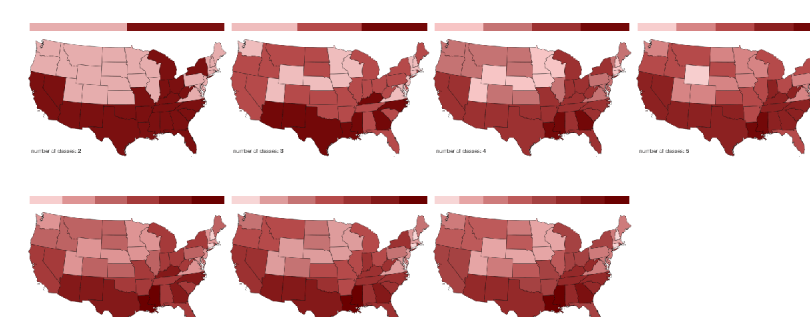 number of classes: 2
number of classes: 3
number of classes: 4
number of classes: 5